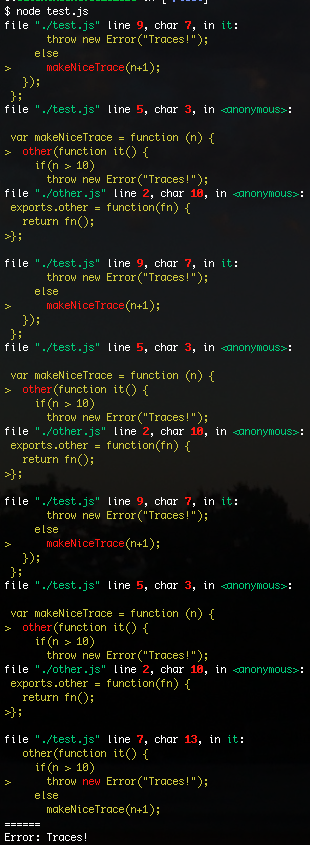 $ node test.js
file "./test.js" line 9, char 7, in it:
throw new Error("Traces!");
else
> makeNiceTrace(n+1);
});
};
file "./test.js" line 5, char 3, in <anonymous>:
var makeNiceTrace = function (n) {
> other(function it() {
if(n > 10)
throw new Error("Traces!");
file "./other.js" line 2, char 10, in <anonymous>:
exports.other = function(fn) {
return fn();
>};
file "./test.js" line 9, char 7, in it:
throw new Error("Traces!");
else
> makeNiceTrace(n+1);
});
};
file "./test.js" line 5, char 3, in <anonymous>:
var makeNiceTrace = function (n) {
> other(function it() {
if(n > 10)
throw new Error("Traces!");
file "./other.js" line 2, char 10, in <anonymous>:
exports.other = function(fn) {
return fn();
>};
file "./test.js" line 9, char 7, in it:
throw new Error("Traces!");
else
> makeNiceTrace(n+1);
});
};
file "./test.js" line 5, char 3, in <anonymous>:
var makeNiceTrace = function (n) {
> other(function it() {
if(n > 10)
throw new Error("Traces!");
file "./other.js" line 2, char 10, in <anonymous>:
exports.other = function(fn) {
return fn();
>};
file "./test.js" line 7, char 13, in it:
other(function it() {
if(n > 10)
> throw new Error("Traces!");
else
makeNiceTrace(n+1);
======
Error: Traces!